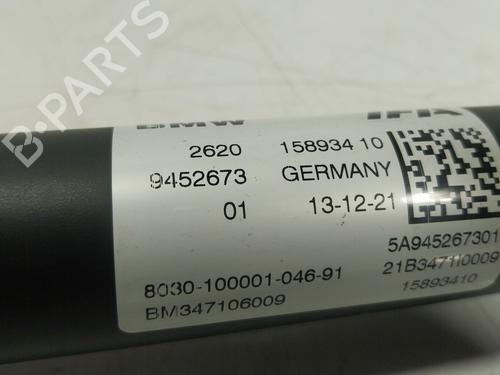 B-PARTS
BMW IFA
2620 15893410
9452673 GERMANY
01 13-12-21
5A945267301
8030-100001-046-91 21B347110009
BM347106009 15893410